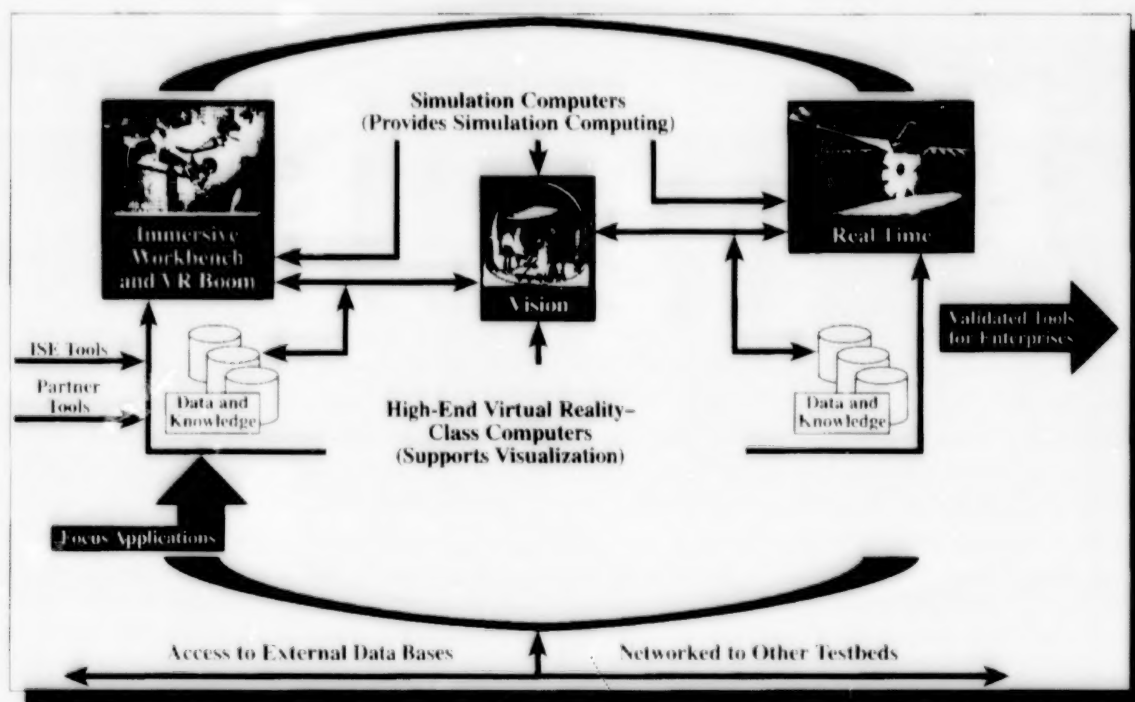 Simulation Computers
(Provides Simulation Computing)
Immersive
Workbench
and VR Boom
Vision
Real Time
ISE Tools
Partner
Tools
Data and
Knowledge
High-End Virtual Reality–
Class Computers
(Supports Visualization)
Data and
Knowledge
Validated Tools
for Enterprises
Focus Applications
Access to External Data Bases
Networked to Other Testbeds